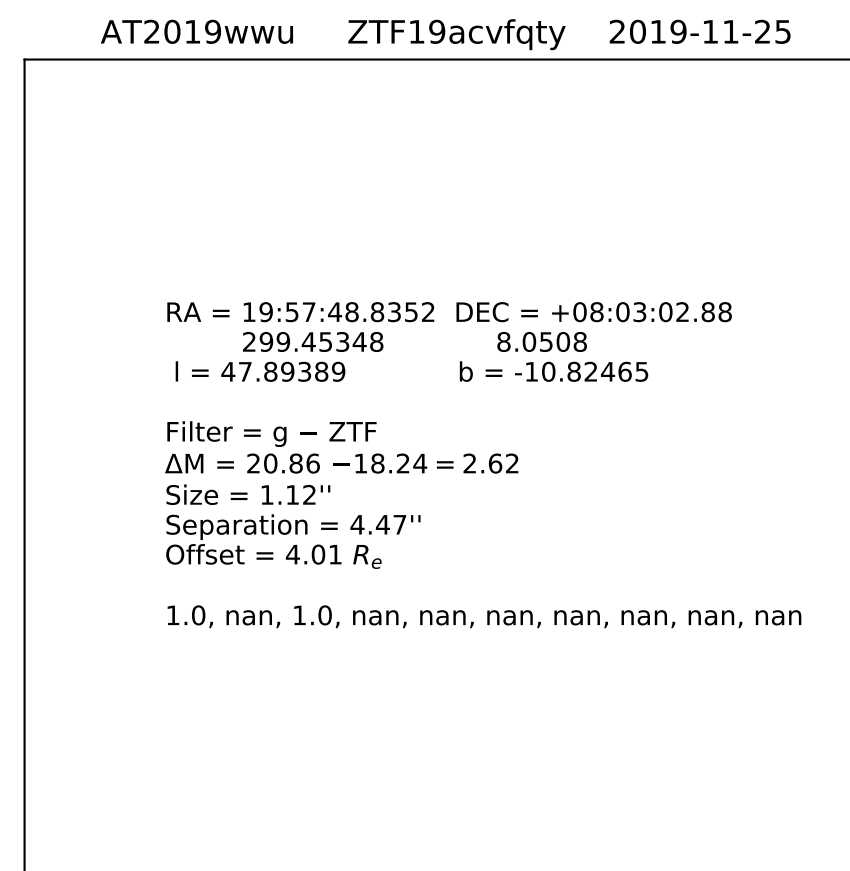 AT2019wwu ZTF19acvfqty 2019-11-25
RA = 19:57:48.8352 DEC = +08:03:02.88
299.45348 8.0508
l = 47.89389 b = -10.82465
Filter = g − ZTF
ΔM = 20.86 −18.24 = 2.62
Size = 1.12''
Separation = 4.47''
Offset = 4.01 Re
1.0, nan, 1.0, nan, nan, nan, nan, nan, nan, nan